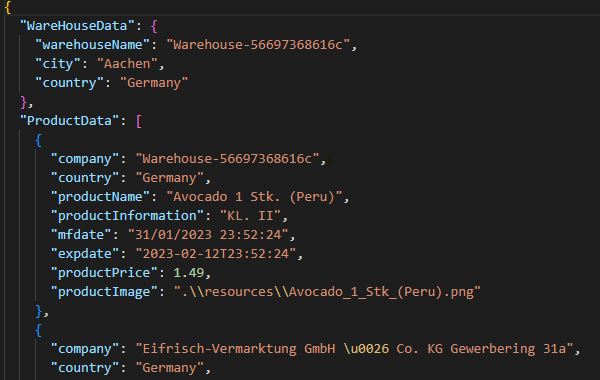 {
"WareHouseData": {
"warehouseName": "Warehouse-56697368616c",
"city": "Aachen",
"country": "Germany"
},
"ProductData": [
{
"company": "Warehouse-56697368616c",
"country": "Germany",
"productName": "Avocado 1 Stk. (Peru)",
"productInformation": "KL. II",
"mfdate": "31/01/2023 23:52:24",
"expdate": "2023-02-12T23:52:24",
"productPrice": 1.49,
"productImage": ".\\resources\\Avocado_1_Stk_(Peru).png"
},
{
"company": "Eifrisch-Vermarktung GmbH \u0026 Co. KG Gewerbering 31a",
"country": "Germany",